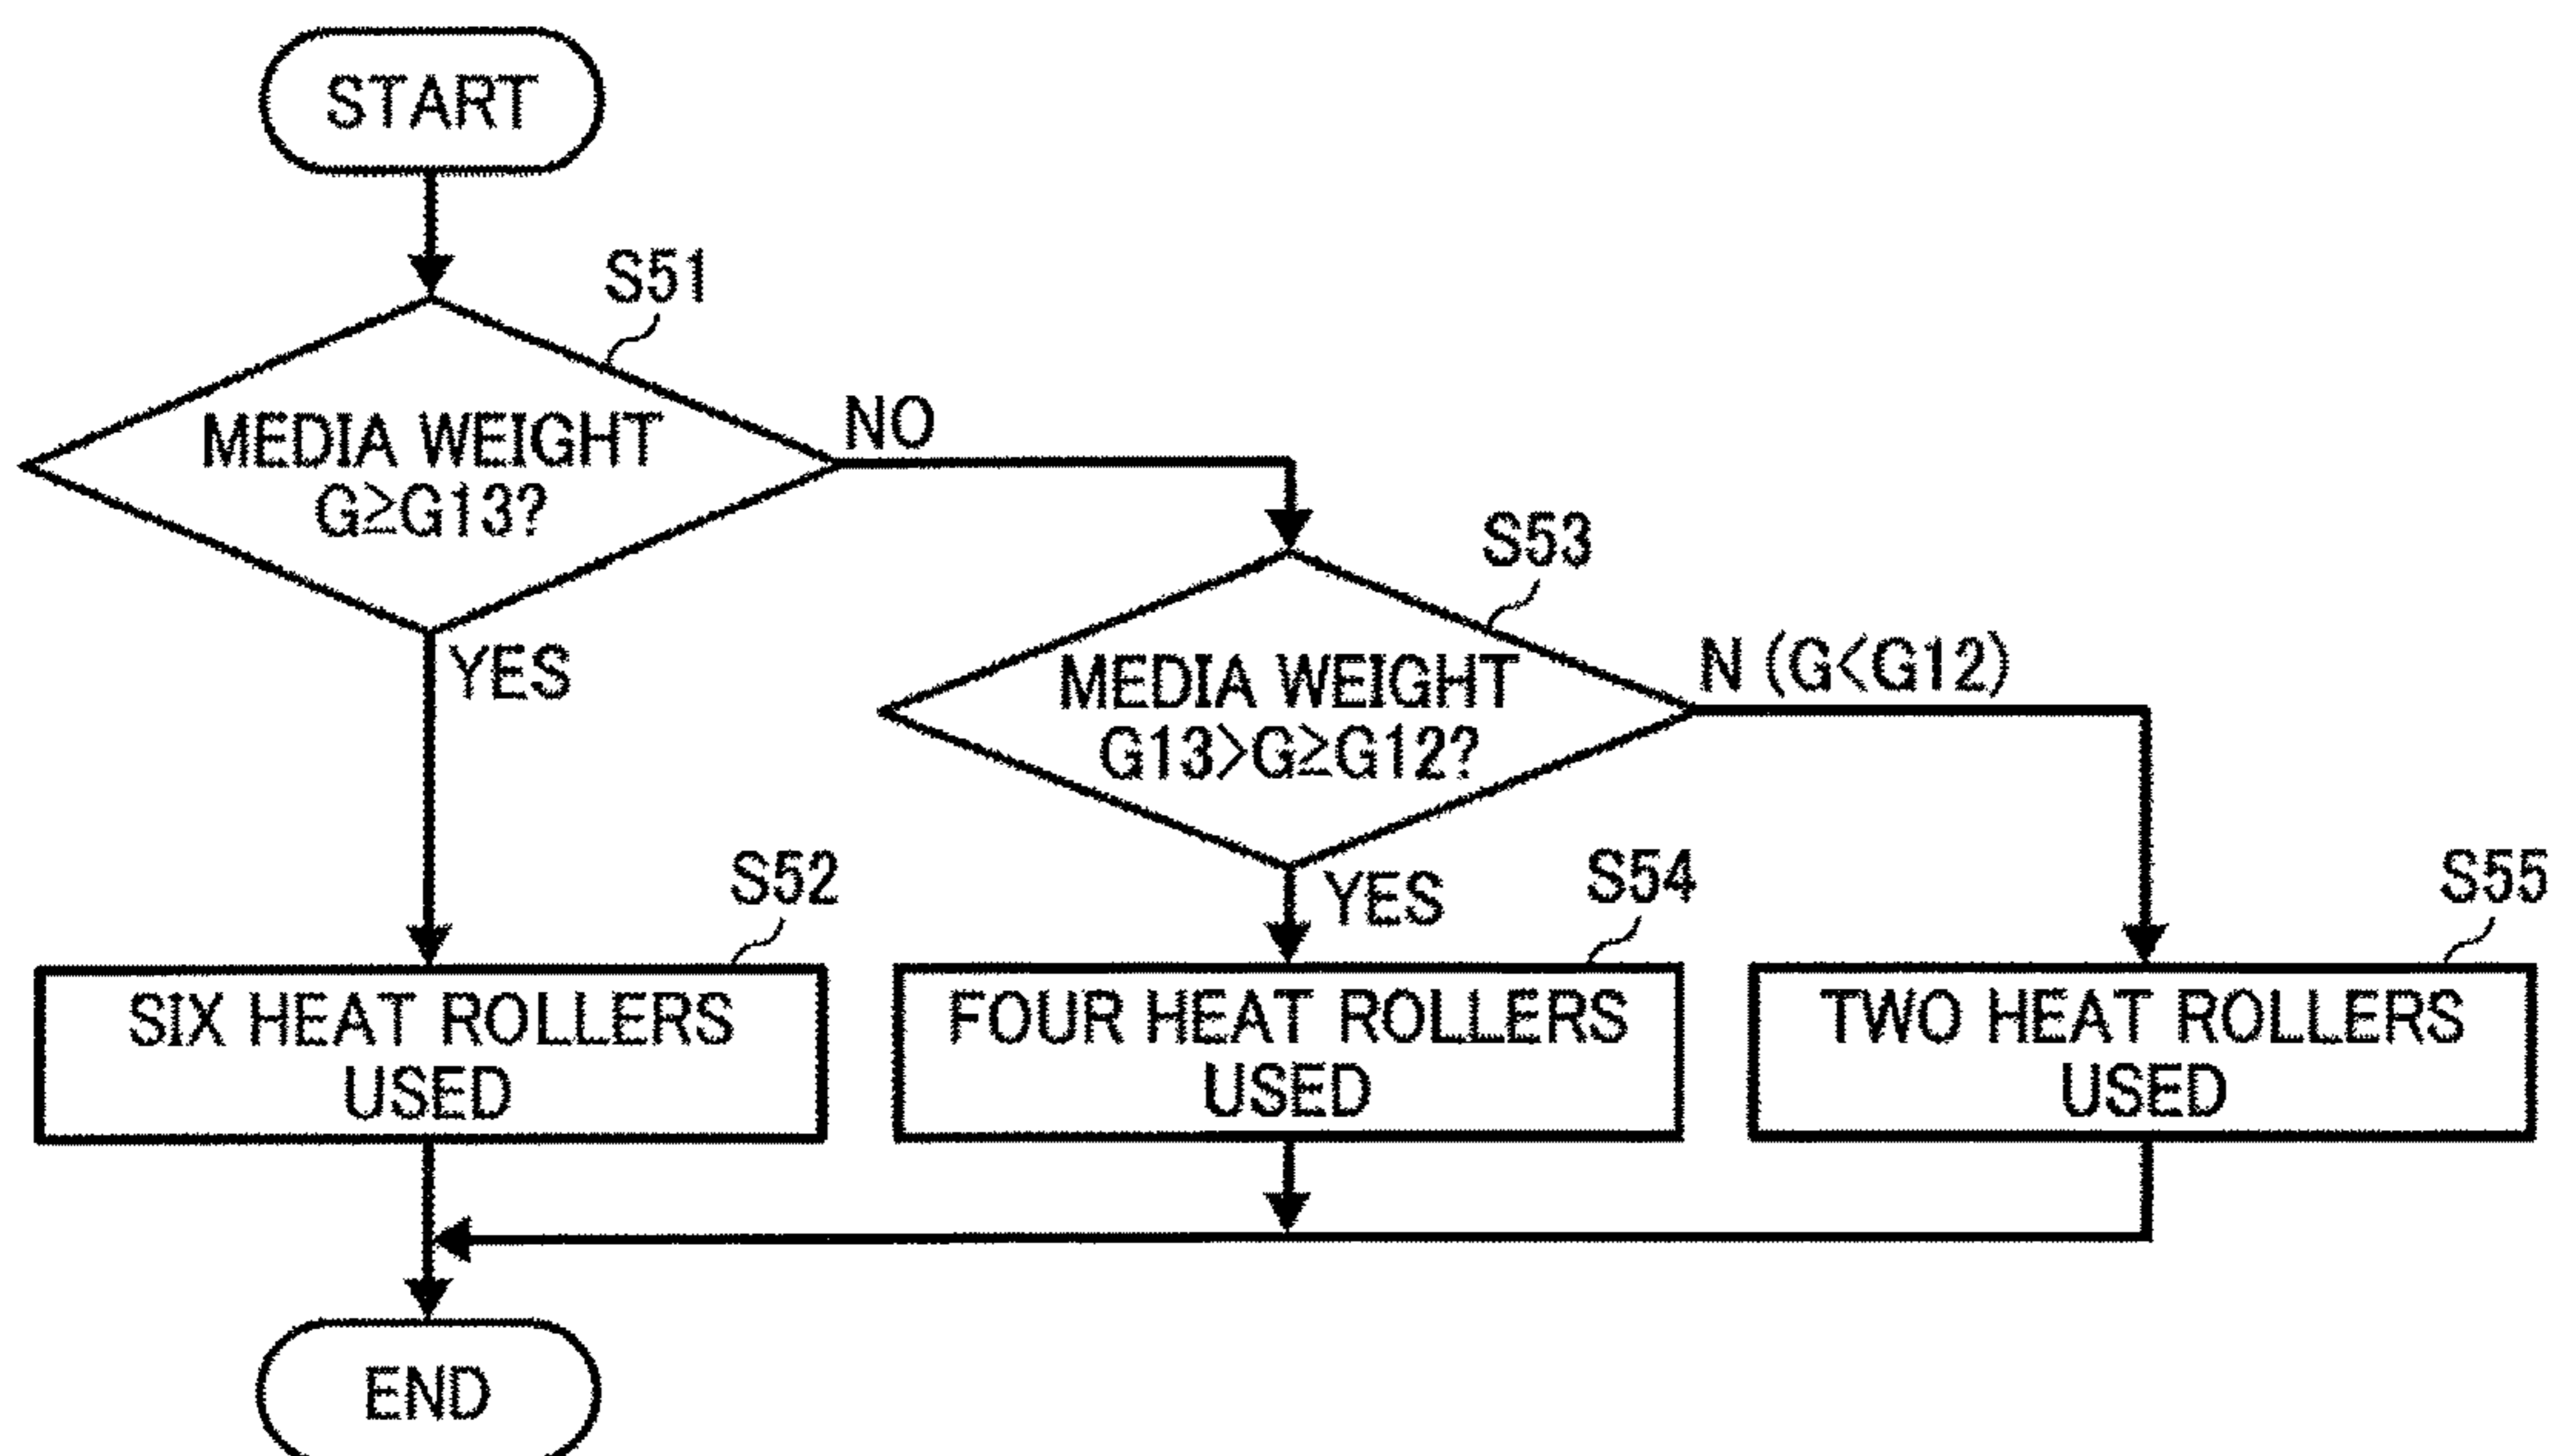 START
S51
MEDIA WEIGHT
G≥G13?
NO
YES
S53
MEDIA WEIGHT
G13>G≥G12?
N (G<G12)
YES
S52
SIX HEAT ROLLERS
USED
S54
FOUR HEAT ROLLERS
USED
S55
TWO HEAT ROLLERS
USED
END